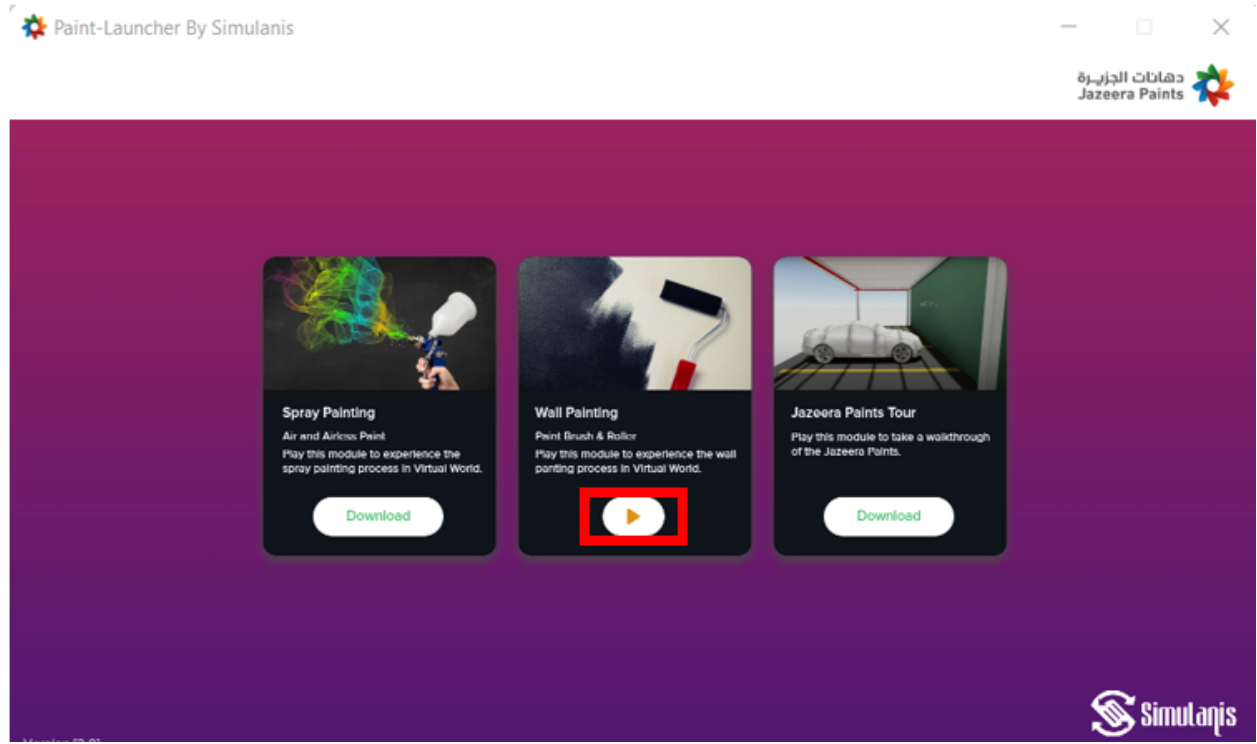 Paint-Launcher By Simulanis
دهانات الجزيرة
Jazeera Paints
Spray Painting
Air and Airless Paint
Play this module to experience the
spray painting process in Virtual World.
Download
Wall Painting
Paint Brush & Roller
Play this module to experience the wall
panting process in Virtual World.
Jazeera Paints Tour
Play this module to take a walkthrough
of the Jazeera Paints.
Download
Simulanis